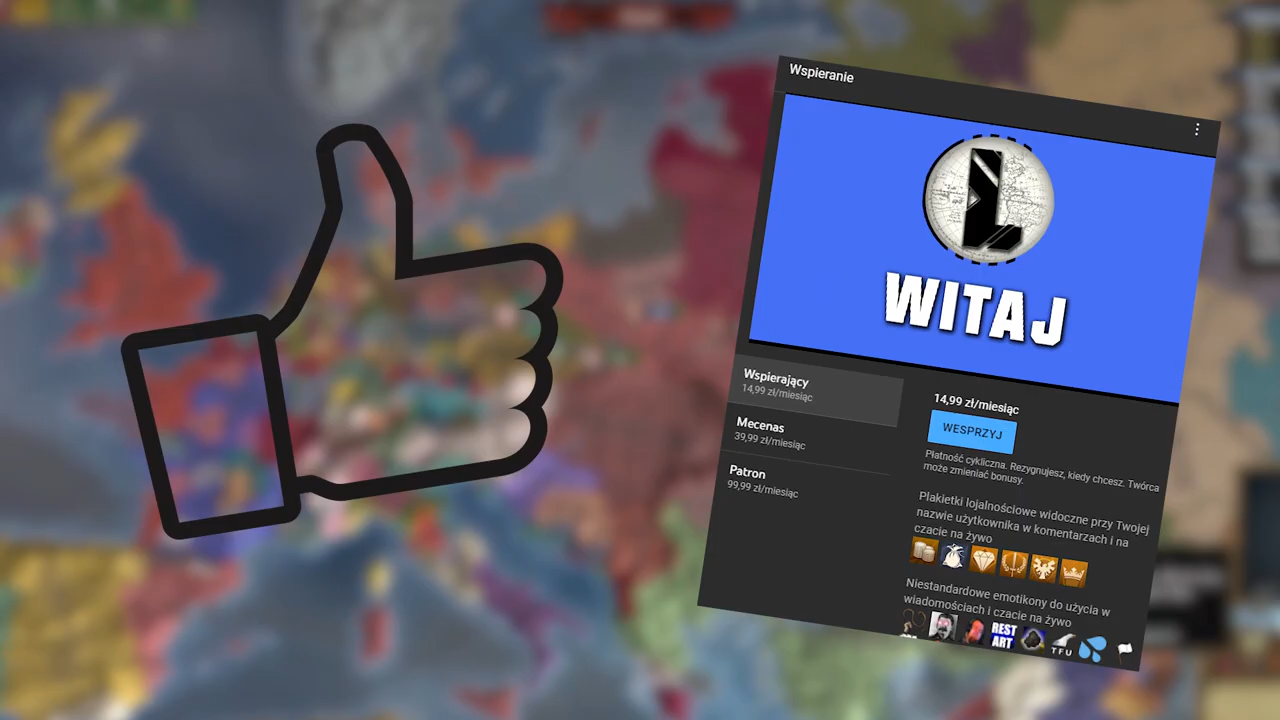 Wspieranie
WITAJ
Wspierający
14,99 zł/miesiąc
Mecenas
39,99 zł/miesiąc
Patron
99,99 zł/miesiąc
14,99 zł/miesiąc
WESPRZYJ
Płatność cykliczna. Rezygnujesz, kiedy chcesz. Twórca
może zmieniać bonusy.
Plakietki lojalnościowe widoczne przy Twojej
nazwie użytkownika w komentarzach i na
czacie na żywo
Niestandardowe emotikony do użycia w
wiadomościach i czacie na żywo
REST
ART
TFU